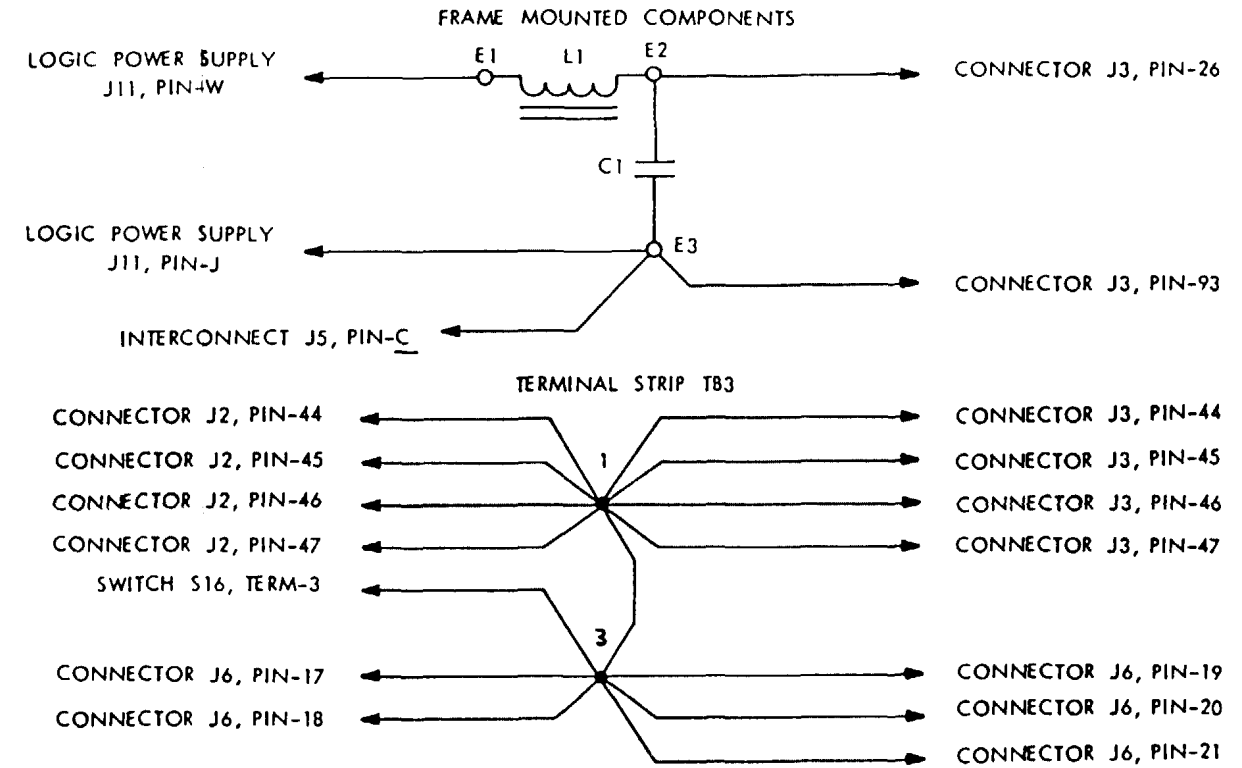 FRAME MOUNTED COMPONENTS
LOGIC POWER SUPPLY
J11, PIN-W
E1
L1
E2
CONNECTOR J3, PIN-26
C1
LOGIC POWER SUPPLY
J11, PIN-J
E3
CONNECTOR J3, PIN-93
INTERCONNECT J5, PIN-C
TERMINAL STRIP TB3
CONNECTOR J2, PIN-44
CONNECTOR J3, PIN-44
1
CONNECTOR J2, PIN-45
CONNECTOR J3, PIN-45
CONNECTOR J2, PIN-46
CONNECTOR J3, PIN-46
CONNECTOR J2, PIN-47
CONNECTOR J3, PIN-47
SWITCH S16, TERM-3
3
CONNECTOR J6, PIN-17
CONNECTOR J6, PIN-19
CONNECTOR J6, PIN-18
CONNECTOR J6, PIN-20
CONNECTOR J6, PIN-21